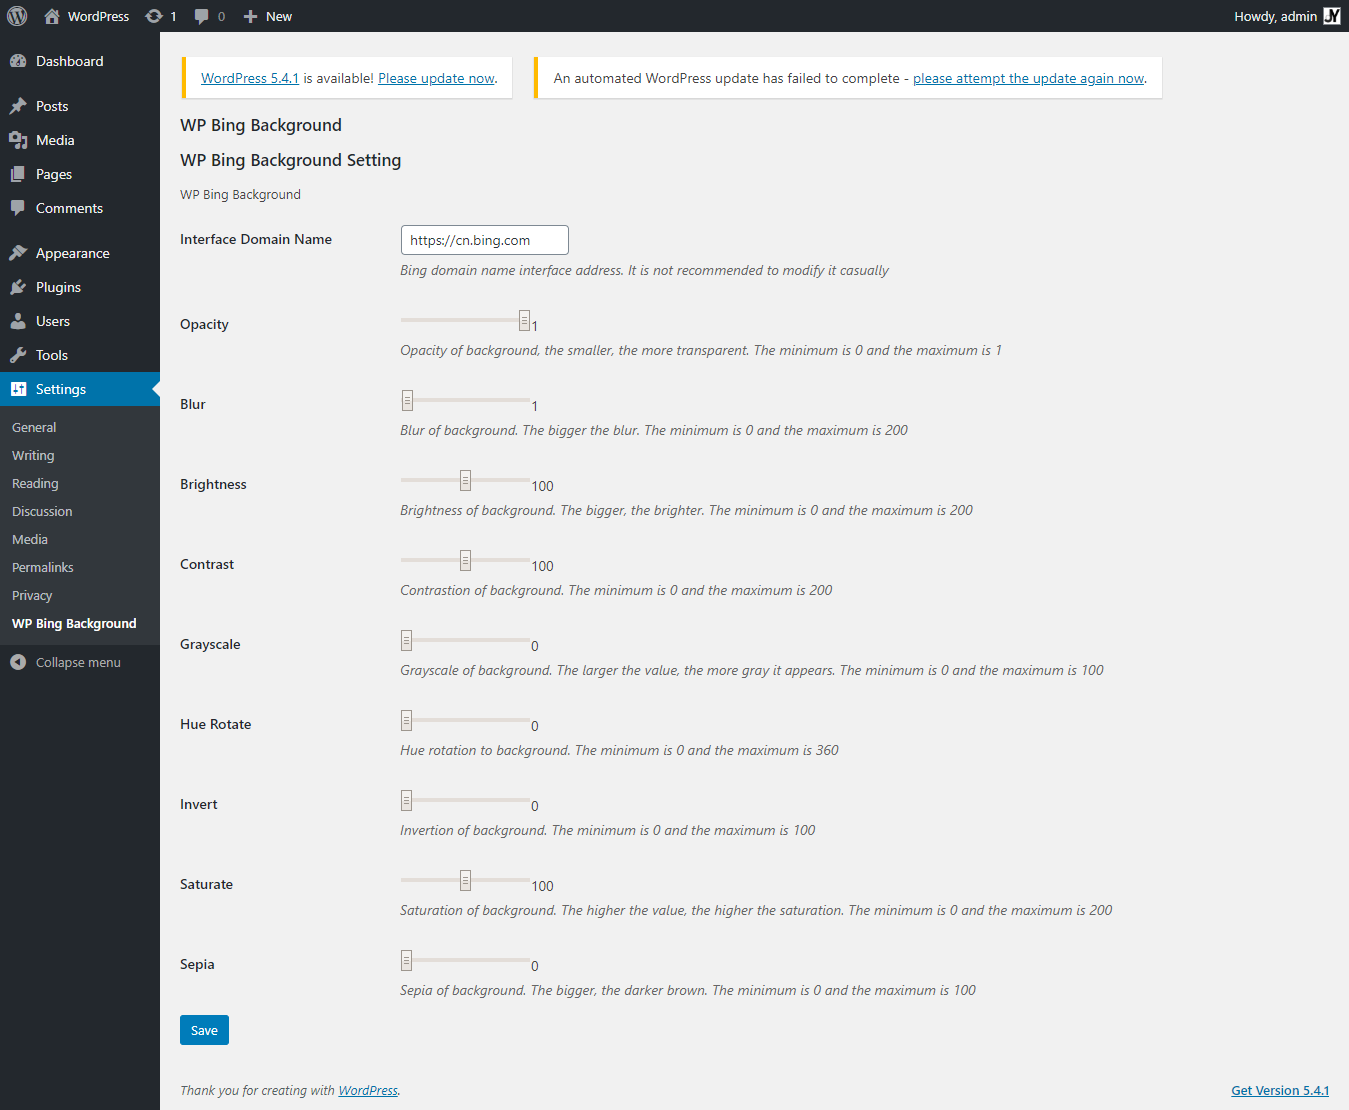 WordPress 1 0 New Howdy, admin JY
Dashboard
Posts
Media
Pages
Comments
Appearance
Plugins
Users
Tools
Settings
General
Writing
Reading
Discussion
Media
Permalinks
Privacy
WP Bing Background
Collapse menu
WordPress 5.4.1 is available! Please update now.
An automated WordPress update has failed to complete - please attempt the update again now.
WP Bing Background
WP Bing Background Setting
WP Bing Background
Interface Domain Name https://cn.bing.com
Bing domain name interface address. It is not recommended to modify it casually
Opacity 1
Opacity of background, the smaller, the more transparent. The minimum is 0 and the maximum is 1
Blur 1
Blur of background. The bigger the blur. The minimum is 0 and the maximum is 200
Brightness 100
Brightness of background. The bigger, the brighter. The minimum is 0 and the maximum is 200
Contrast 100
Contrastion of background. The minimum is 0 and the maximum is 200
Grayscale 0
Grayscale of background. The larger the value, the more gray it appears. The minimum is 0 and the maximum is 100
Hue Rotate 0
Hue rotation to background. The minimum is 0 and the maximum is 360
Invert 0
Invertion of background. The minimum is 0 and the maximum is 100
Saturate 100
Saturation of background. The higher the value, the higher the saturation. The minimum is 0 and the maximum is 200
Sepia 0
Sepia of background. The bigger, the darker brown. The minimum is 0 and the maximum is 100
Save
Thank you for creating with WordPress. Get Version 5.4.1